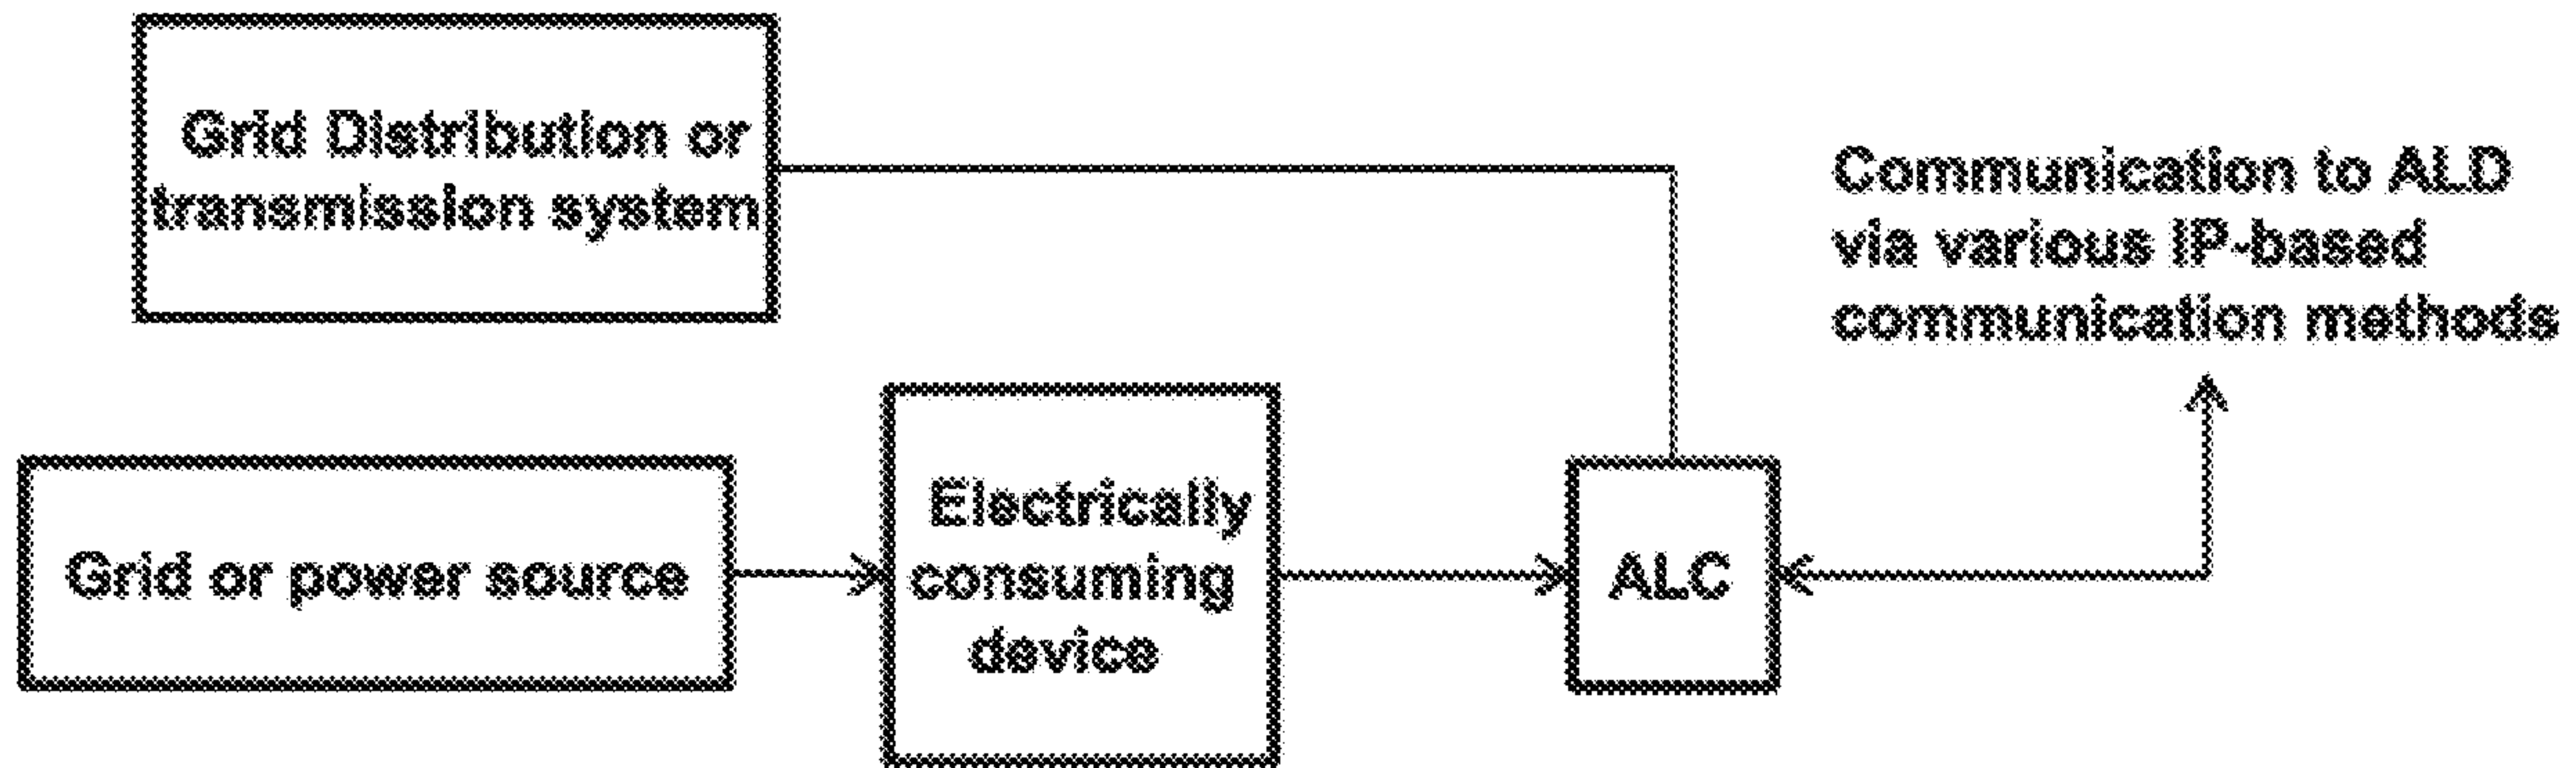 Grid Distribution or
transmission system
Communication to ALD
via various IP-based
communication methods
Grid or power source
Electrically
consuming
device
ALC